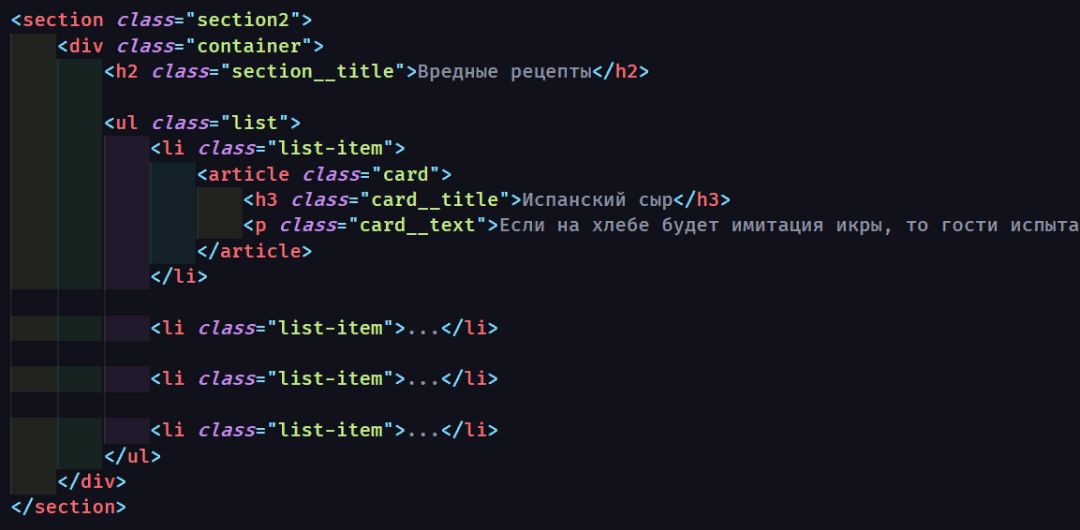 <section class="section2">
<div class="container">
<h2 class="section__title">Вредные рецепты</h2>
<ul class="list">
<li class="list-item">
<article class="card">
<h3 class="card__title">Испанский сыр</h3>
<p class="card__text">Если на хлебе будет имитация икры, то гости испыта
</article>
</li>
<li class="list-item">...</li>
<li class="list-item">...</li>
<li class="list-item">...</li>
</ul>
</div>
</section>